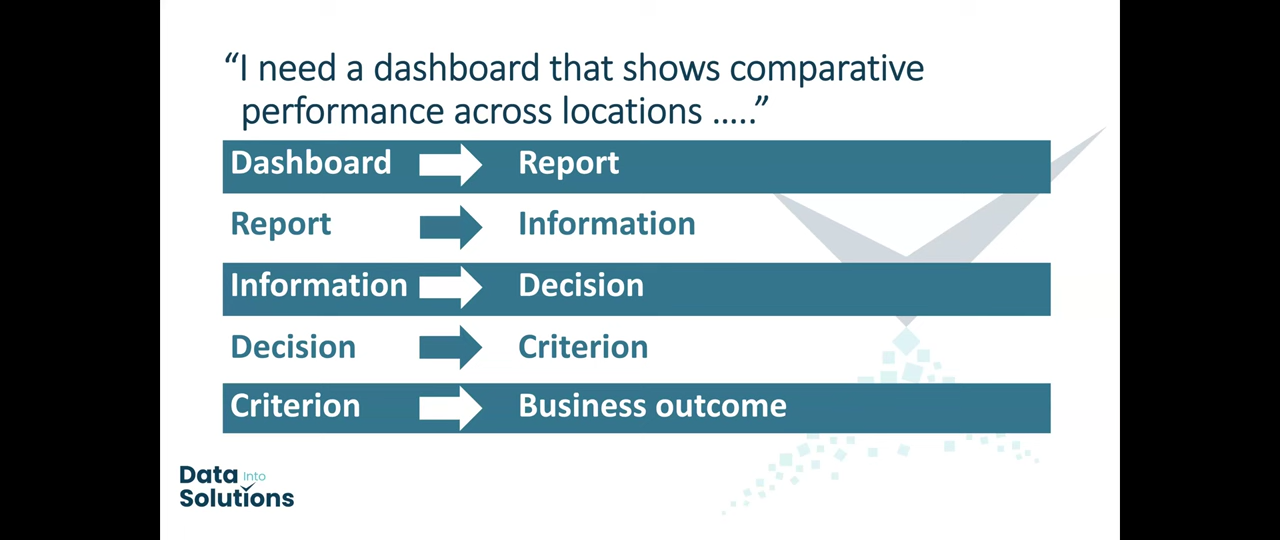 “I need a dashboard that shows comparative
performance across locations …..”
Dashboard Report
Report Information
Information Decision
Decision Criterion
Criterion Business outcome
Data Into
Solutions